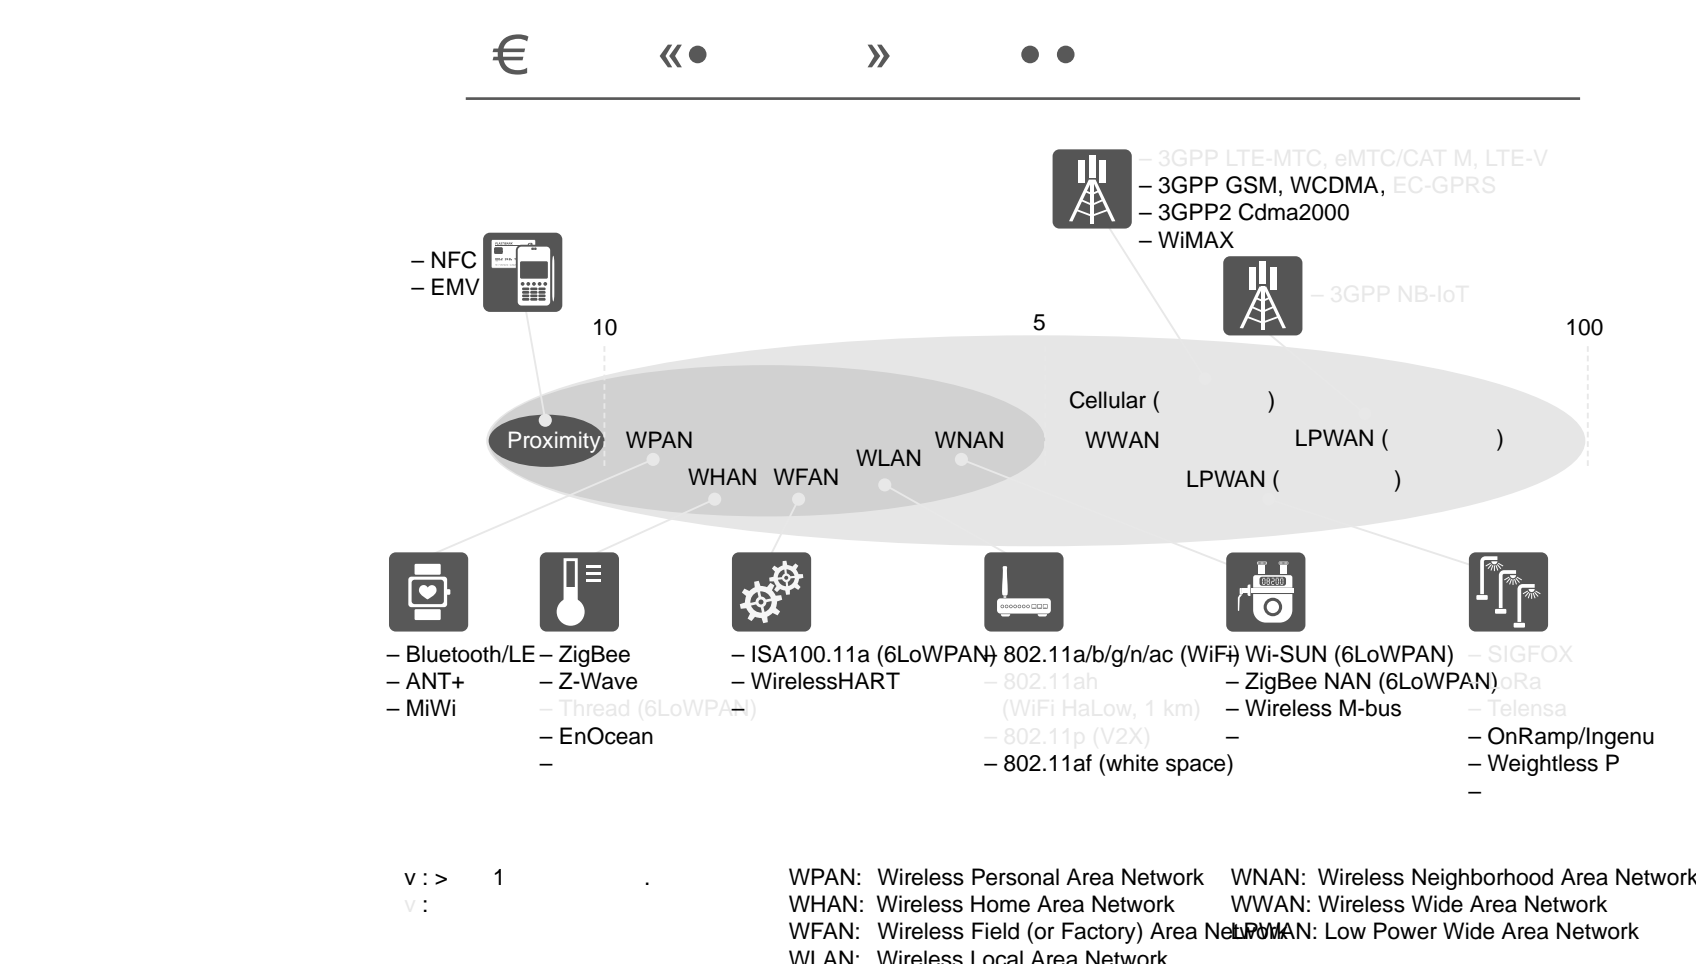 € «• » • •
– 3GPP LTE-MTC, eMTC/CAT M, LTE-V
– 3GPP GSM, WCDMA, EC-GPRS
– 3GPP2 Cdma2000
– WiMAX
– NFC
– EMV
– 3GPP NB-IoT
10
5
100
Cellular ( )
Proximity
WPAN
WNAN
WWAN
LPWAN ( )
WLAN
WHAN
WFAN
LPWAN ( )
– Bluetooth/LE
– ANT+
– MiWi
– ZigBee
– Z-Wave
– Thread (6LoWPAN)
– EnOcean
–
– ISA100.11a (6LoWPAN)
– WirelessHART
–
– 802.11a/b/g/n/ac (WiFi)
– 802.11ah
(WiFi HaLow, 1 km)
– 802.11p (V2X)
– 802.11af (white space)
08:200
– Wi-SUN (6LoWPAN)
– ZigBee NAN (6LoWPAN)
– Wireless M-bus
–
– SIGFOX
– LoRa
– Telensa
– OnRamp/Ingenu
– Weightless P
–
v : > 1 .
v :
WPAN: Wireless Personal Area Network
WHAN: Wireless Home Area Network
WFAN: Wireless Field (or Factory) Area Network
WLAN: Wireless Local Area Network
WNAN: Wireless Neighborhood Area Network
WWAN: Wireless Wide Area Network
LPWAN: Low Power Wide Area Network